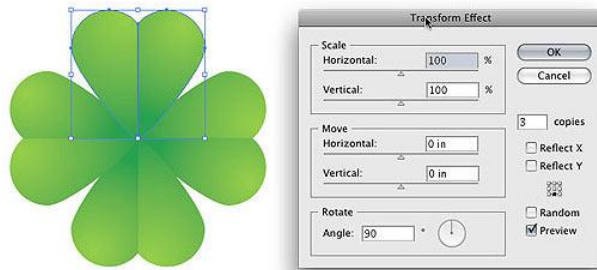 Transform Effect
Scale
Horizontal: 100 %
Vertical: 100 %
Move
Horizontal: 0 in
Vertical: 0 in
Rotate
Angle: 90 °
OK
Cancel
3 copies
Reflect X
Reflect Y
Random
Preview